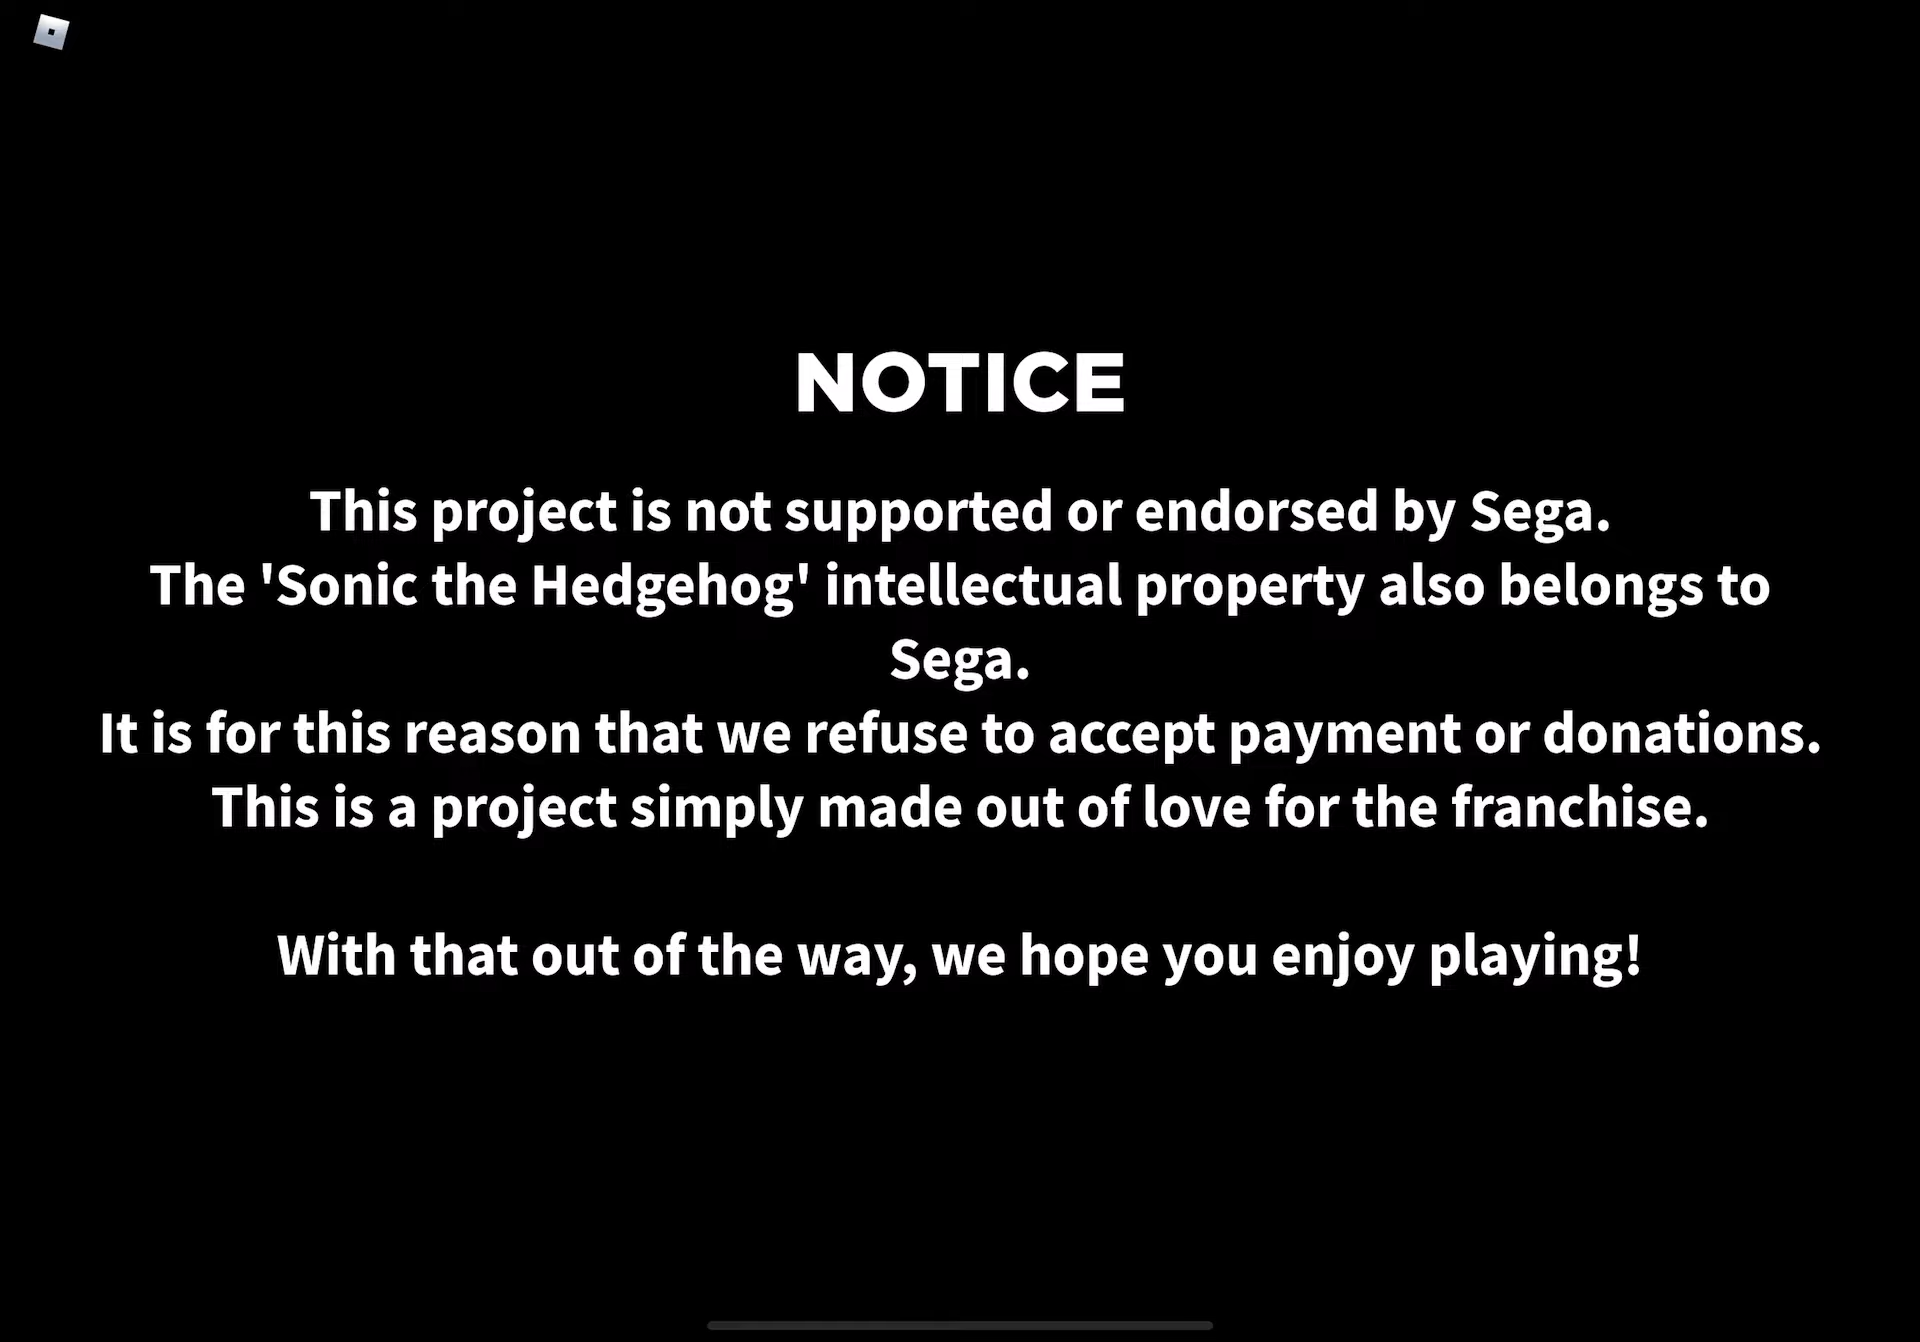 NOTICE
This project is not supported or endorsed by Sega.
The 'Sonic the Hedgehog' intellectual property also belongs to
Sega.
It is for this reason that we refuse to accept payment or donations.
This is a project simply made out of love for the franchise.
With that out of the way, we hope you enjoy playing!